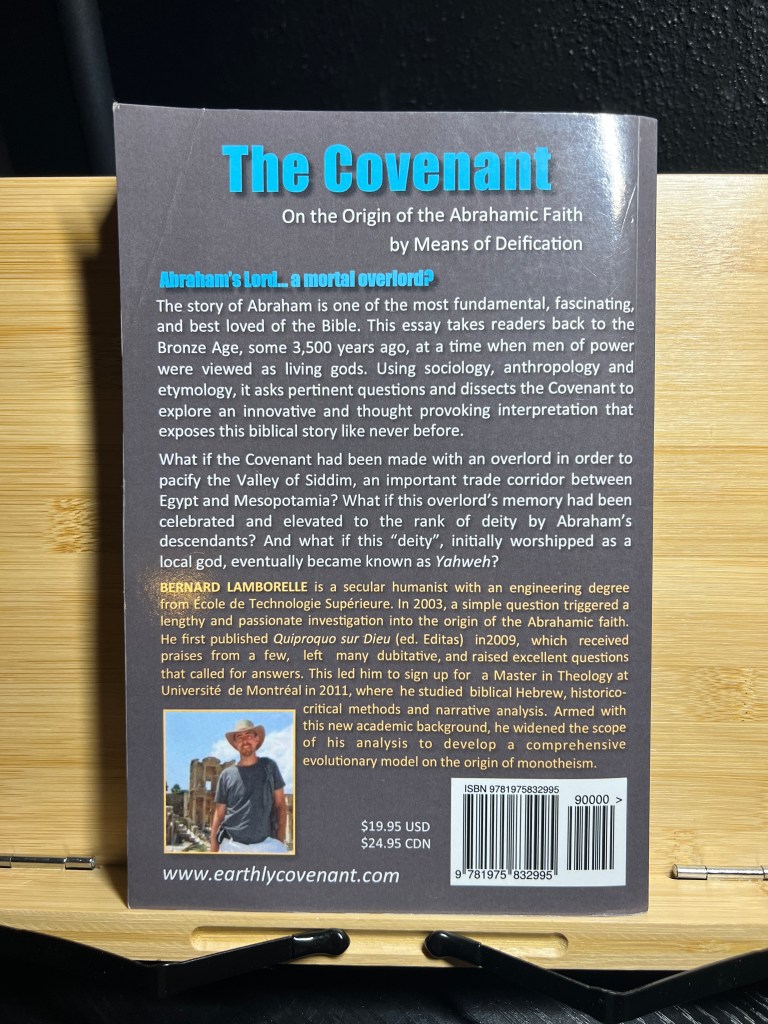 The Covenant
On the Origin of the Abrahamic Faith
by Means of Deification
Abraham's Lord... a mortal overlord?
The story of Abraham is one of the most fundamental, fascinating,
and best loved of the Bible. This essay takes readers back to the
Bronze Age, some 3,500 years ago, at a time when men of power
were viewed as living gods. Using sociology, anthropology and
etymology, it asks pertinent questions and dissects the Covenant to
explore an innovative and thought provoking interpretation that
exposes this biblical story like never before.
What if the Covenant had been made with an overlord in order to
pacify the Valley of Siddim, an important trade corridor between
Egypt and Mesopotamia? What if this overlord's memory had been
celebrated and elevated to the rank of deity by Abraham's
descendants? And what if this "deity", initially worshipped as a
local god, eventually became known as Yahweh?
BERNARD LAMBORELLE is a secular humanist with an engineering degree
from École de Technologie Supérieure. In 2003, a simple question triggered a
lengthy and passionate investigation into the origin of the Abrahamic faith.
He first published Quiproquo sur Dieu (ed. Editas) in2009, which received
praises from a few, left many dubitative, and raised excellent questions
that called for answers. This led him to sign up for a Master in Theology at
Université de Montréal in 2011, where he studied biblical Hebrew, historico-
critical methods and narrative analysis. Armed with
this new academic background, he widened the scope
of his analysis to develop a comprehensive
evolutionary model on the origin of monotheism.
$19.95 USD
$24.95 CDN
www.earthlycovenant.com
ISBN 9781975832995
90000 >
9 781975 832995